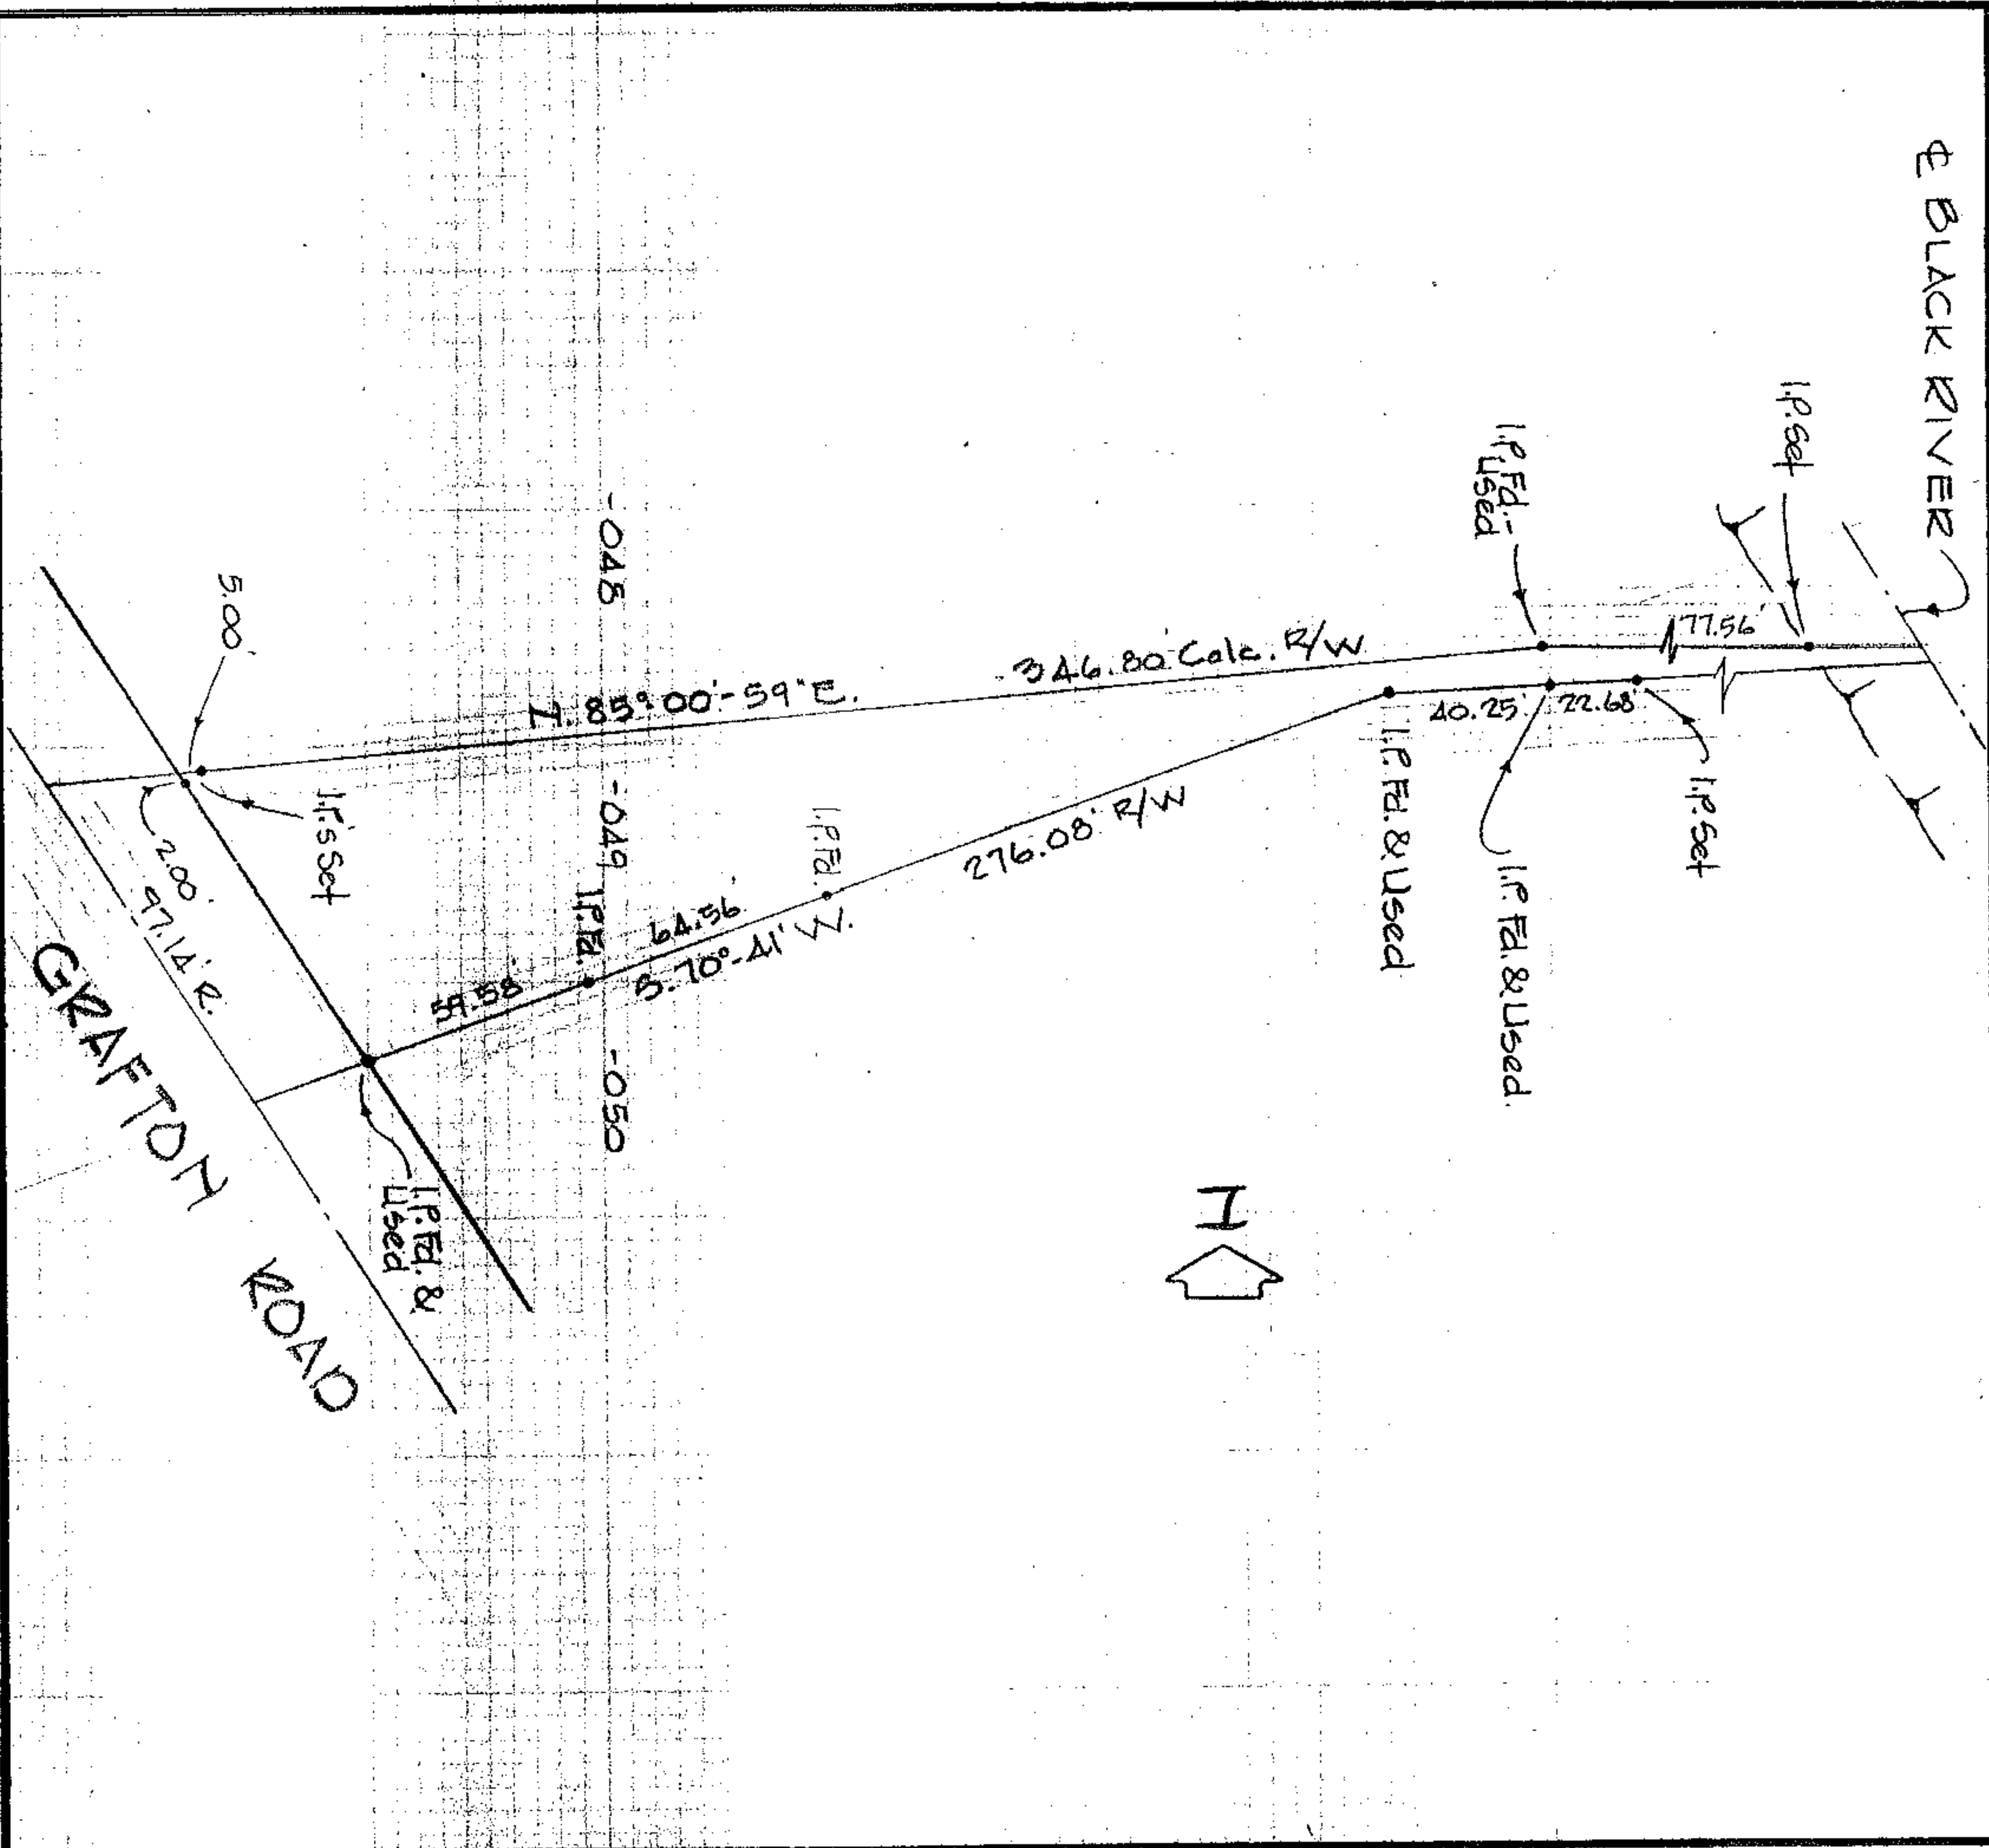 ℄ BLACK RIVER
I.P. Set
I.P. Fd.-
Used
77.56'
346.80' Calc. R/W
N. 85°-00'-59" E.
40.25'
22.68'
I.P. Set
I.P. Fd. & Used.
I.P. Fd. & Used
276.08' R/W
I.P. Fd.
S. 70°-41' W.
64.56'
I.P. Fd.
59.58'
-048
-049
-050
5.00'
I.P.'s Set
2.00'
97.14' R.
I.P. Fd. &
Used
GRAFTON ROAD